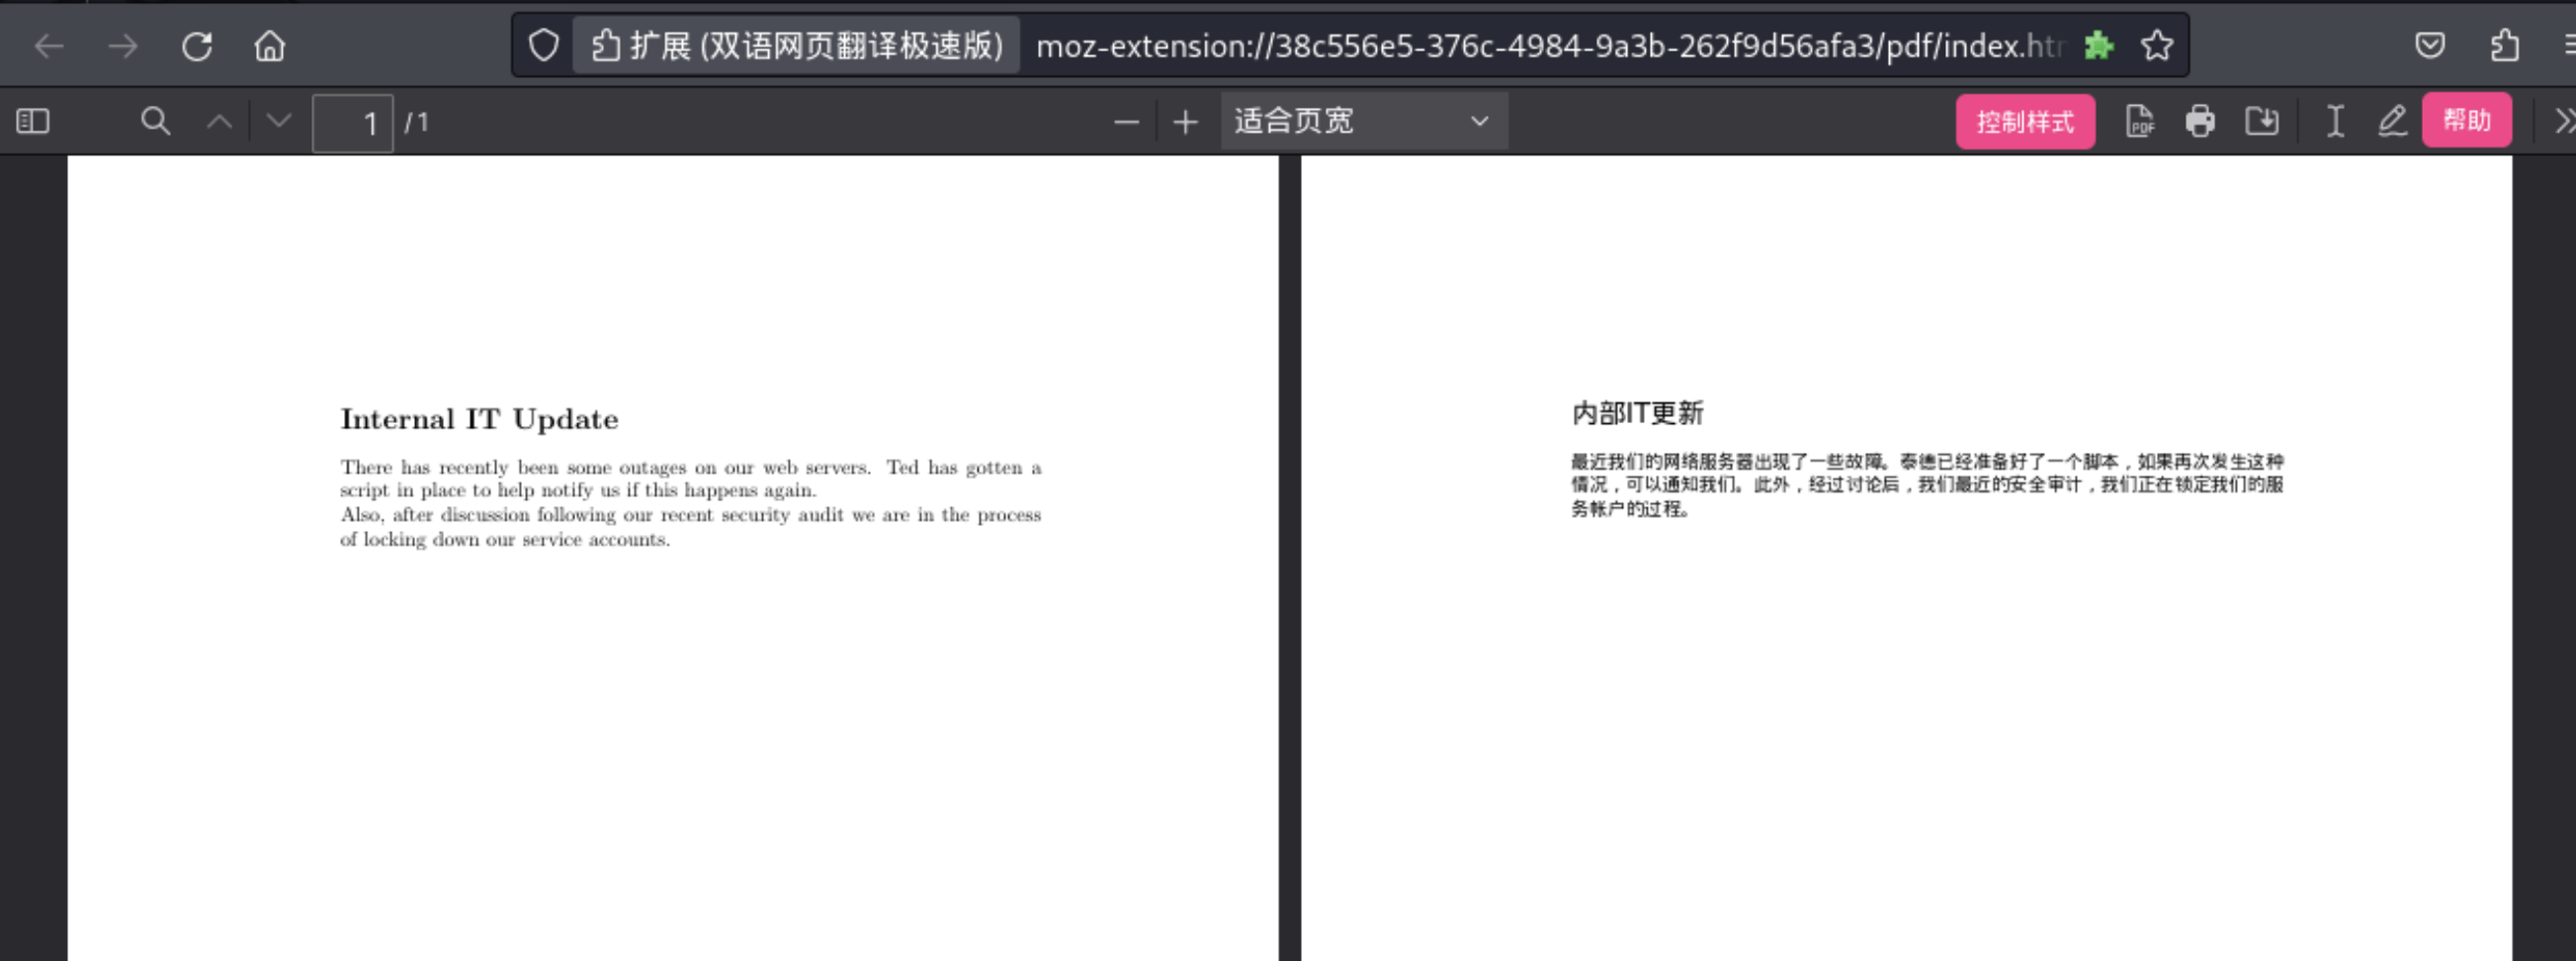 扩展 (双语网页翻译极速版) moz-extension://38c556e5-376c-4984-9a3b-262f9d56afa3/pdf/index.htm
1 /1 适合页宽 控制样式 PDF 帮助
Internal IT Update
There has recently been some outages on our web servers. Ted has gotten a
script in place to help notify us if this happens again.
Also, after discussion following our recent security audit we are in the process
of locking down our service accounts.
内部IT更新
最近我们的网络服务器出现了一些故障。泰德已经准备好了一个脚本，如果再次发生这种
情况，可以通知我们。此外，经过讨论后，我们最近的安全审计，我们正在锁定我们的服
务帐户的过程。